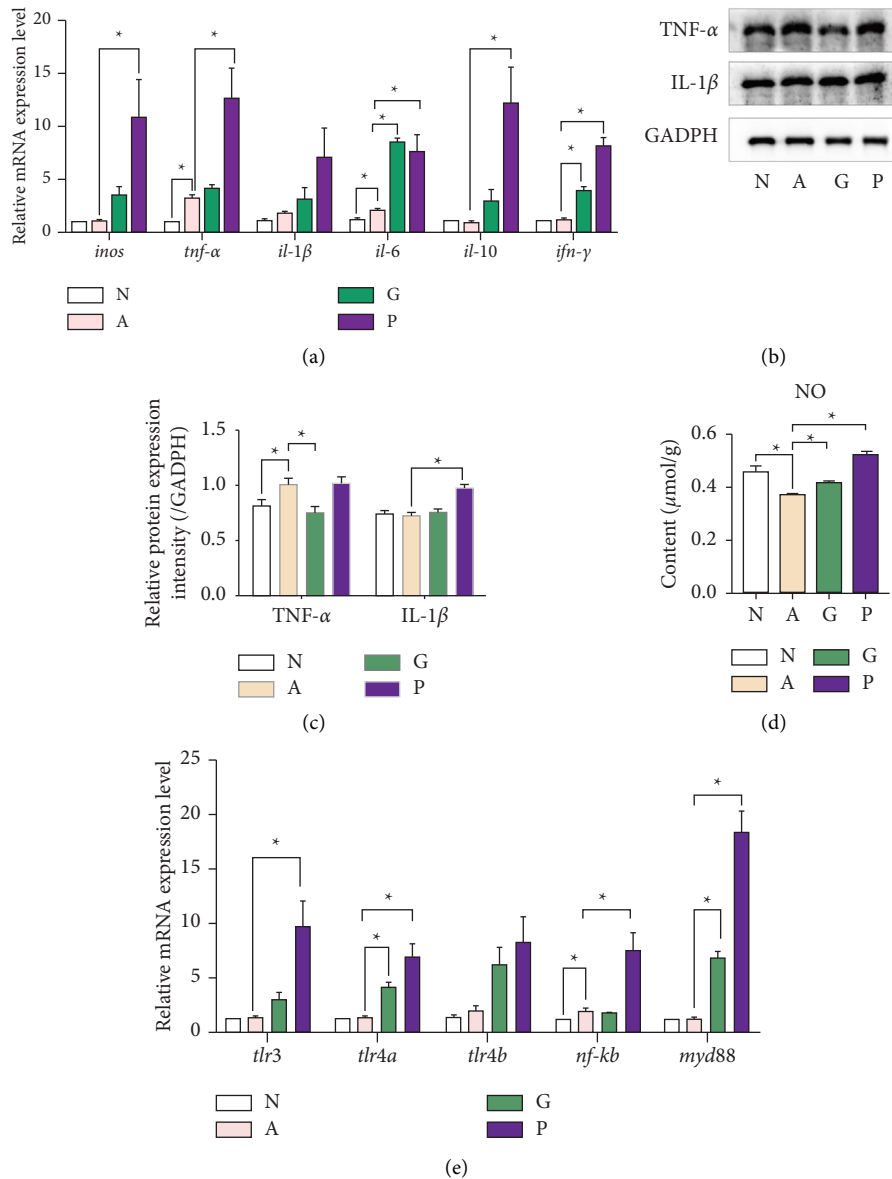 Relative mRNA expression level
20
15
10
5
0
* * * * * * * * *
inos tnf-α il-1β il-6 il-10 ifn-γ
N G
A P
(a)
TNF-α
IL-1β
GADPH
N A G P
(b)
Relative protein expression
intensity (/GADPH)
1.5
1.0
0.5
0.0
* * *
TNF-α IL-1β
N G
A P
(c)
NO
Content (μmol/g)
0.6
0.4
0.2
0.0
* * *
N A G P
N G
A P
(d)
Relative mRNA expression level
25
20
15
10
5
0
* * * * * * *
tlr3 tlr4a tlr4b nf-kb myd88
N G
A P
(e)